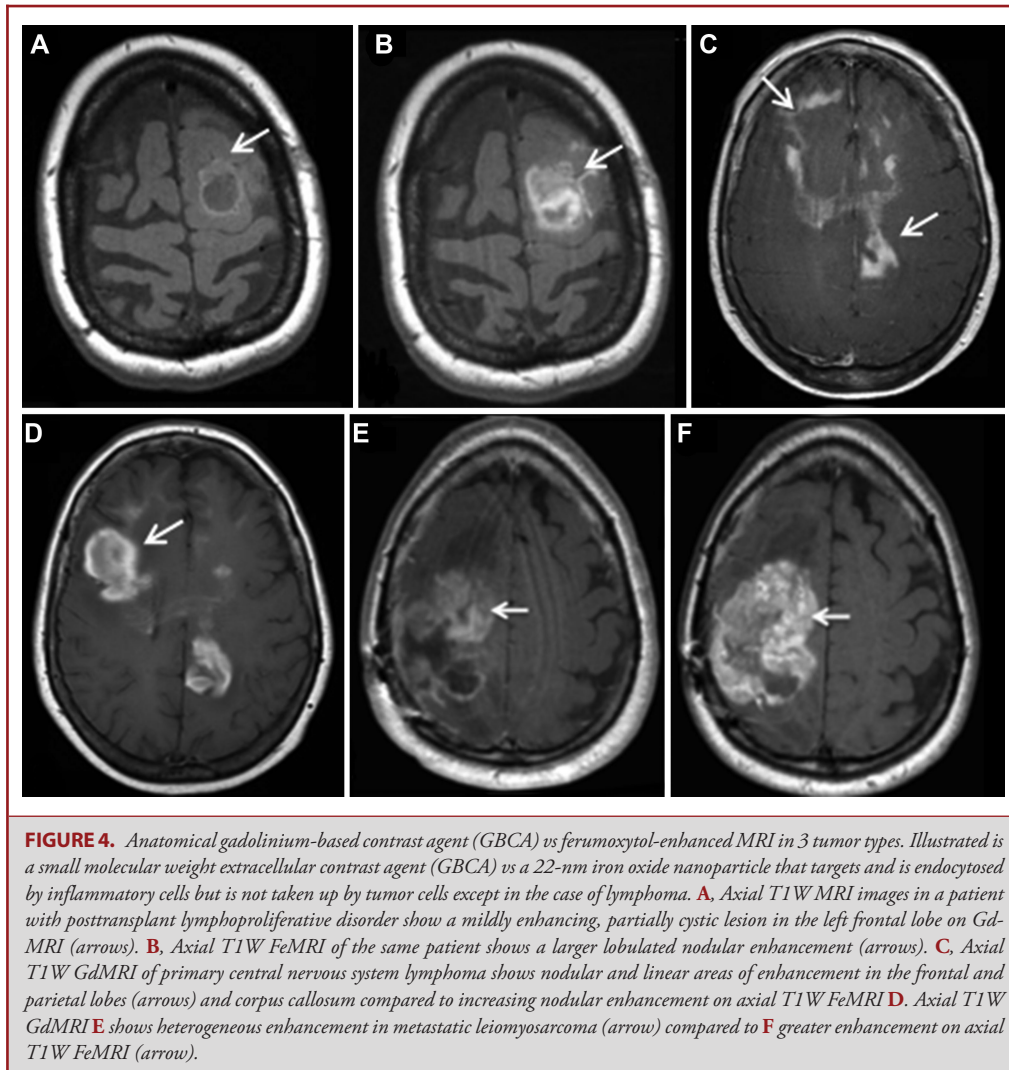 A
B
C
D
E
F
FIGURE 4. Anatomical gadolinium-based contrast agent (GBCA) vs ferumoxytol-enhanced MRI in 3 tumor types. Illustrated is
a small molecular weight extracellular contrast agent (GBCA) vs a 22-nm iron oxide nanoparticle that targets and is endocytosed
by inflammatory cells but is not taken up by tumor cells except in the case of lymphoma. A, Axial T1W MRI images in a patient
with posttransplant lymphoproliferative disorder show a mildly enhancing, partially cystic lesion in the left frontal lobe on Gd-
MRI (arrows). B, Axial T1W FeMRI of the same patient shows a larger lobulated nodular enhancement (arrows). C, Axial
T1W GdMRI of primary central nervous system lymphoma shows nodular and linear areas of enhancement in the frontal and
parietal lobes (arrows) and corpus callosum compared to increasing nodular enhancement on axial T1W FeMRI D. Axial T1W
GdMRI E shows heterogeneous enhancement in metastatic leiomyosarcoma (arrow) compared to F greater enhancement on axial
T1W FeMRI (arrow).